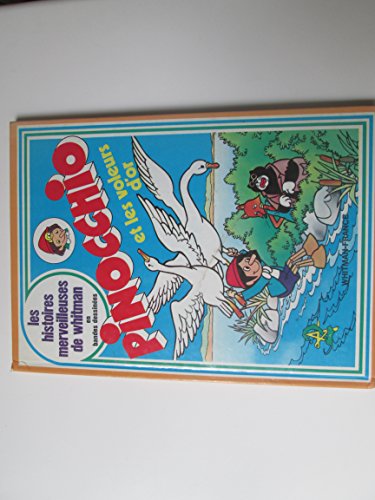 les
histoires
merveilleuses
de whitman
en
bandes dessinées
PINOCCHIO
et les voleurs
d'or
WHITMAN-FRANCE